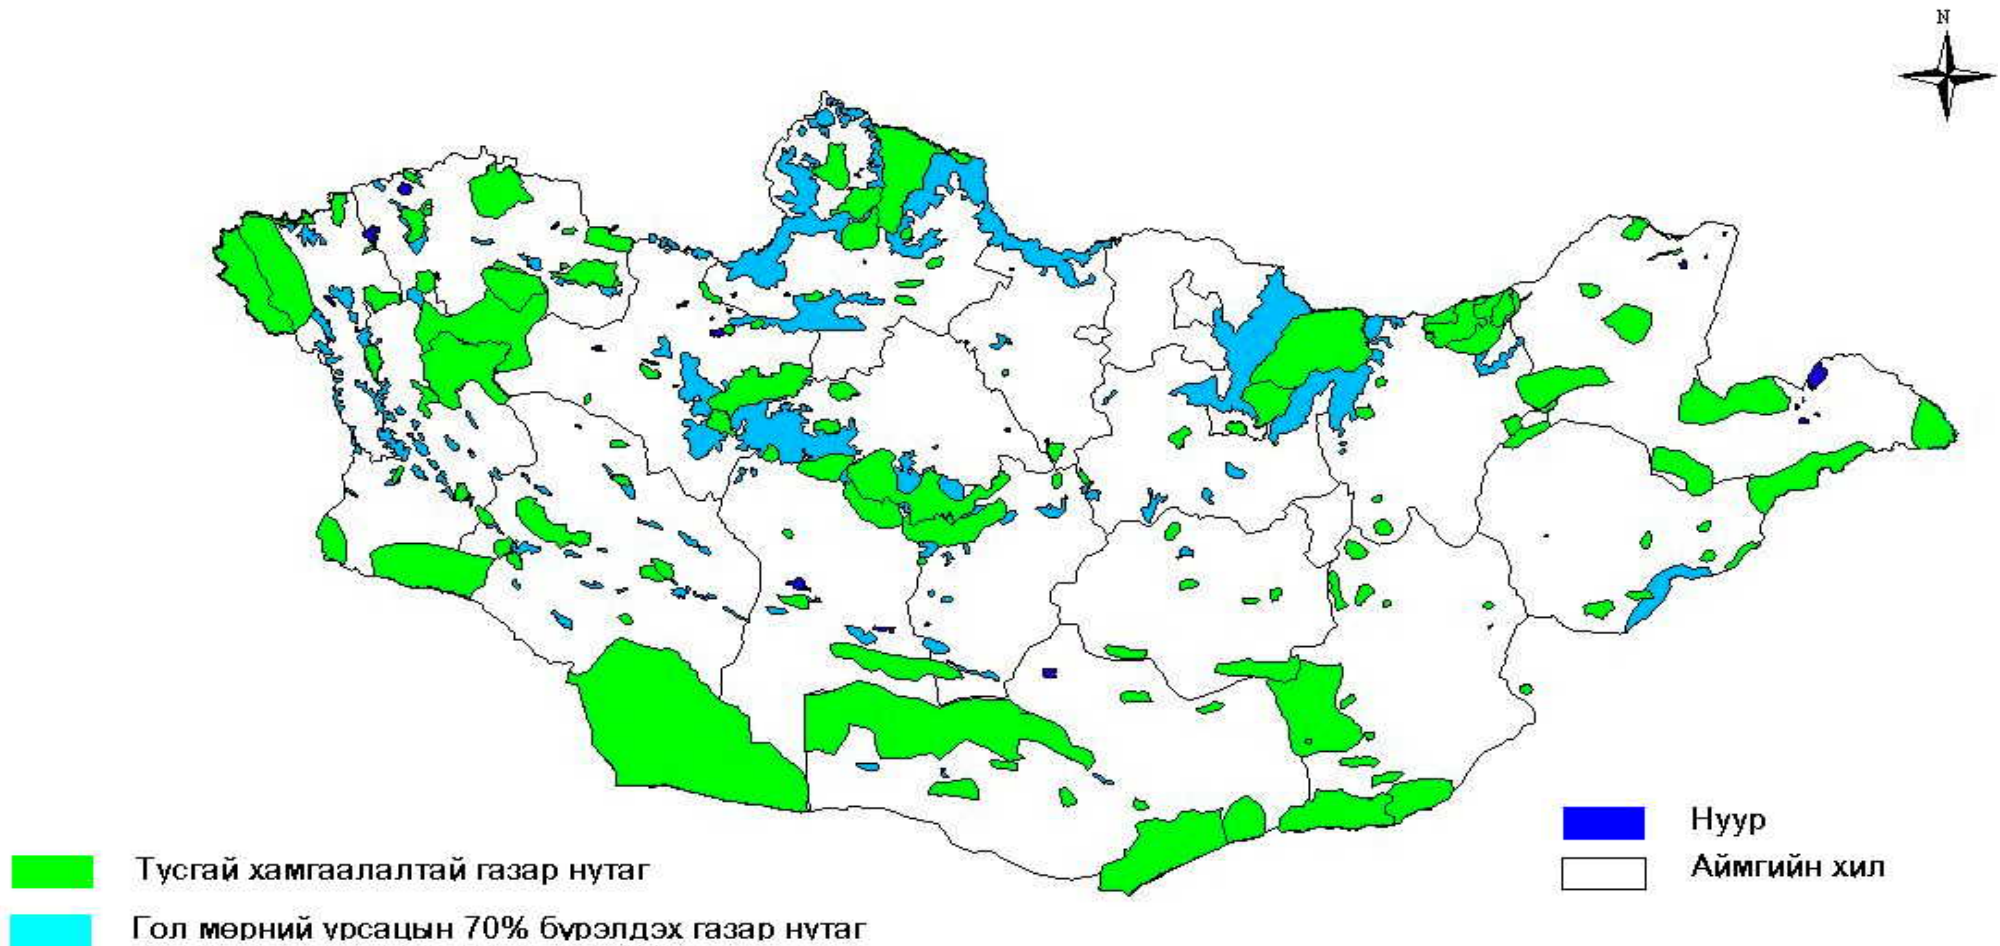 N
Нуур
Аймгийн хил
Тусгай хамгаалалтай газар нутаг
Гол мөрний урсацын 70% бүрэлдэх газар нутаг